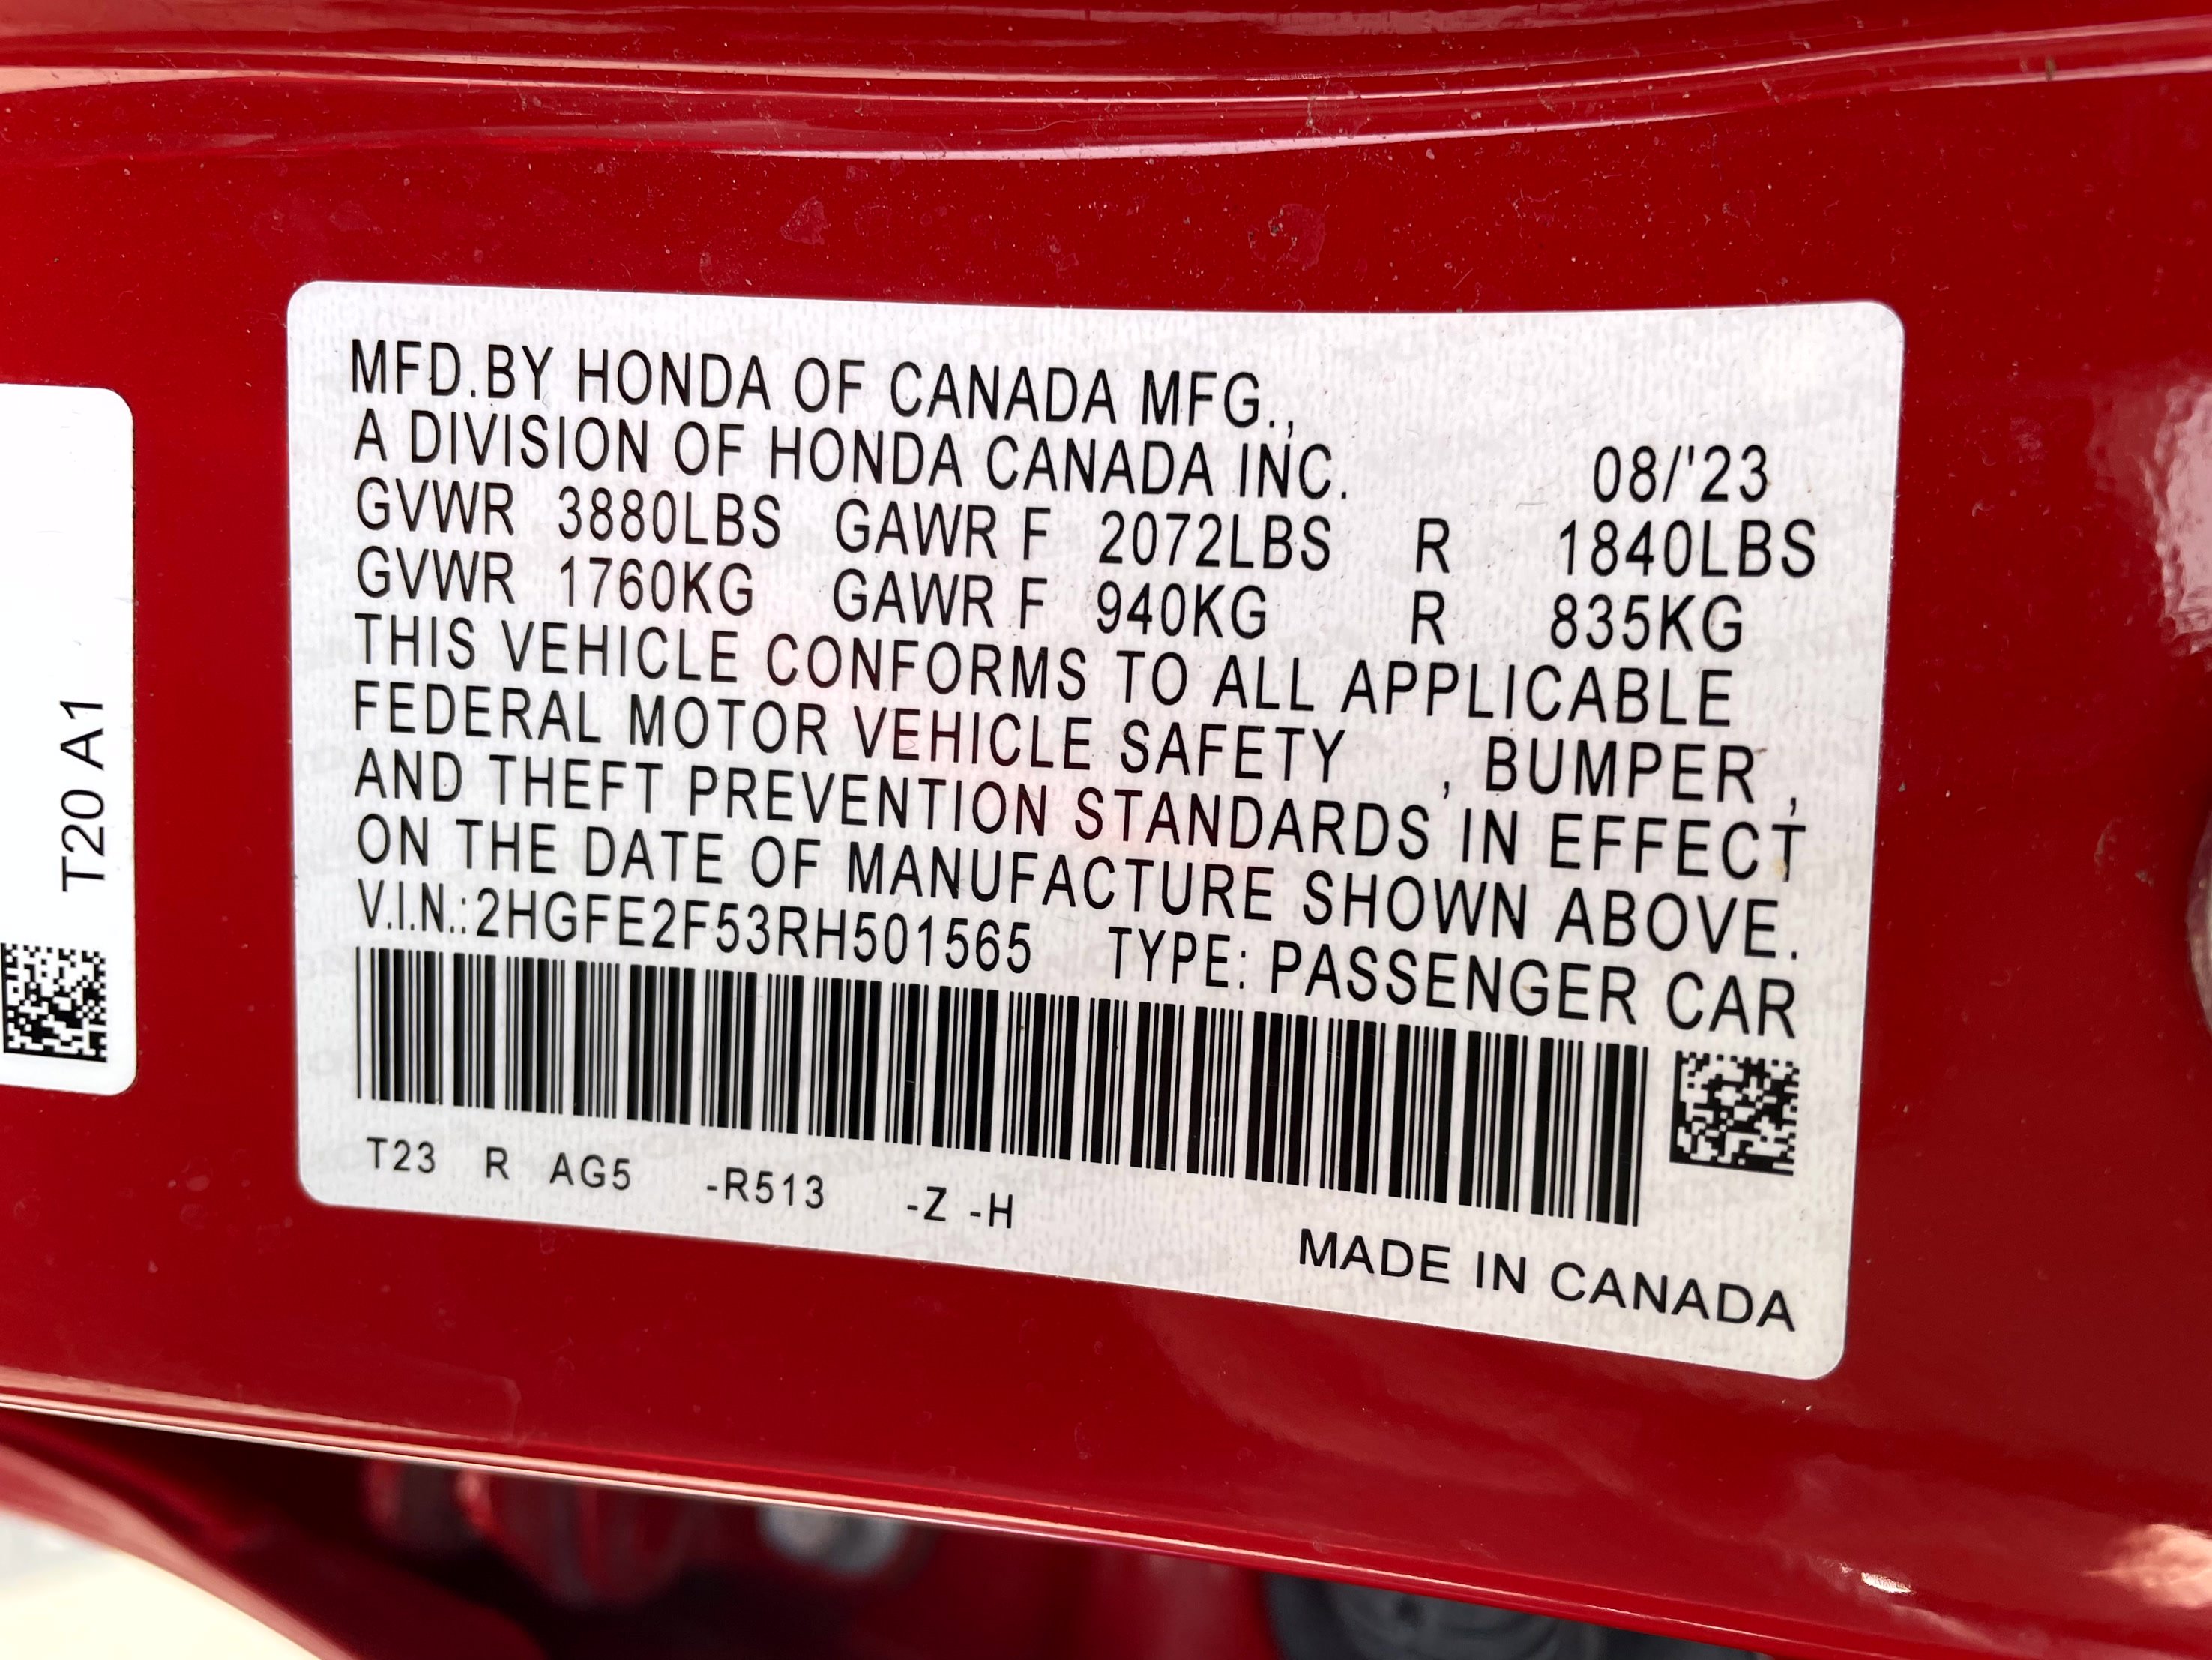 MFD.BY HONDA OF CANADA MFG.,
A DIVISION OF HONDA CANADA INC. 08/'23
GVWR 3880LBS GAWR F 2072LBS R 1840LBS
GVWR 1760KG GAWR F 940KG R 835KG
THIS VEHICLE CONFORMS TO ALL APPLICABLE
FEDERAL MOTOR VEHICLE SAFETY , BUMPER ,
AND THEFT PREVENTION STANDARDS IN EFFECT
ON THE DATE OF MANUFACTURE SHOWN ABOVE.
V.I.N.:2HGFE2F53RH501565 TYPE: PASSENGER CAR
T23 R AG5 -R513 -Z -H
MADE IN CANADA
T20 A1